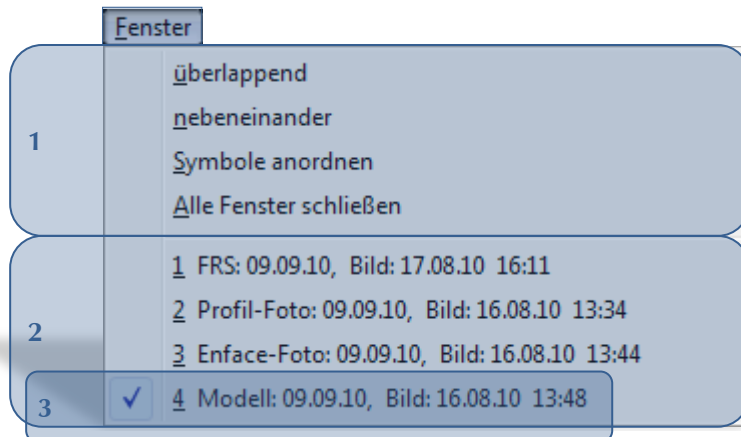 Fenster
1
überlappend
nebeneinander
Symbole anordnen
Alle Fenster schließen
2
1 FRS: 09.09.10, Bild: 17.08.10 16:11
2 Profil-Foto: 09.09.10, Bild: 16.08.10 13:34
3 Enface-Foto: 09.09.10, Bild: 16.08.10 13:44
3
✓ 4 Modell: 09.09.10, Bild: 16.08.10 13:48